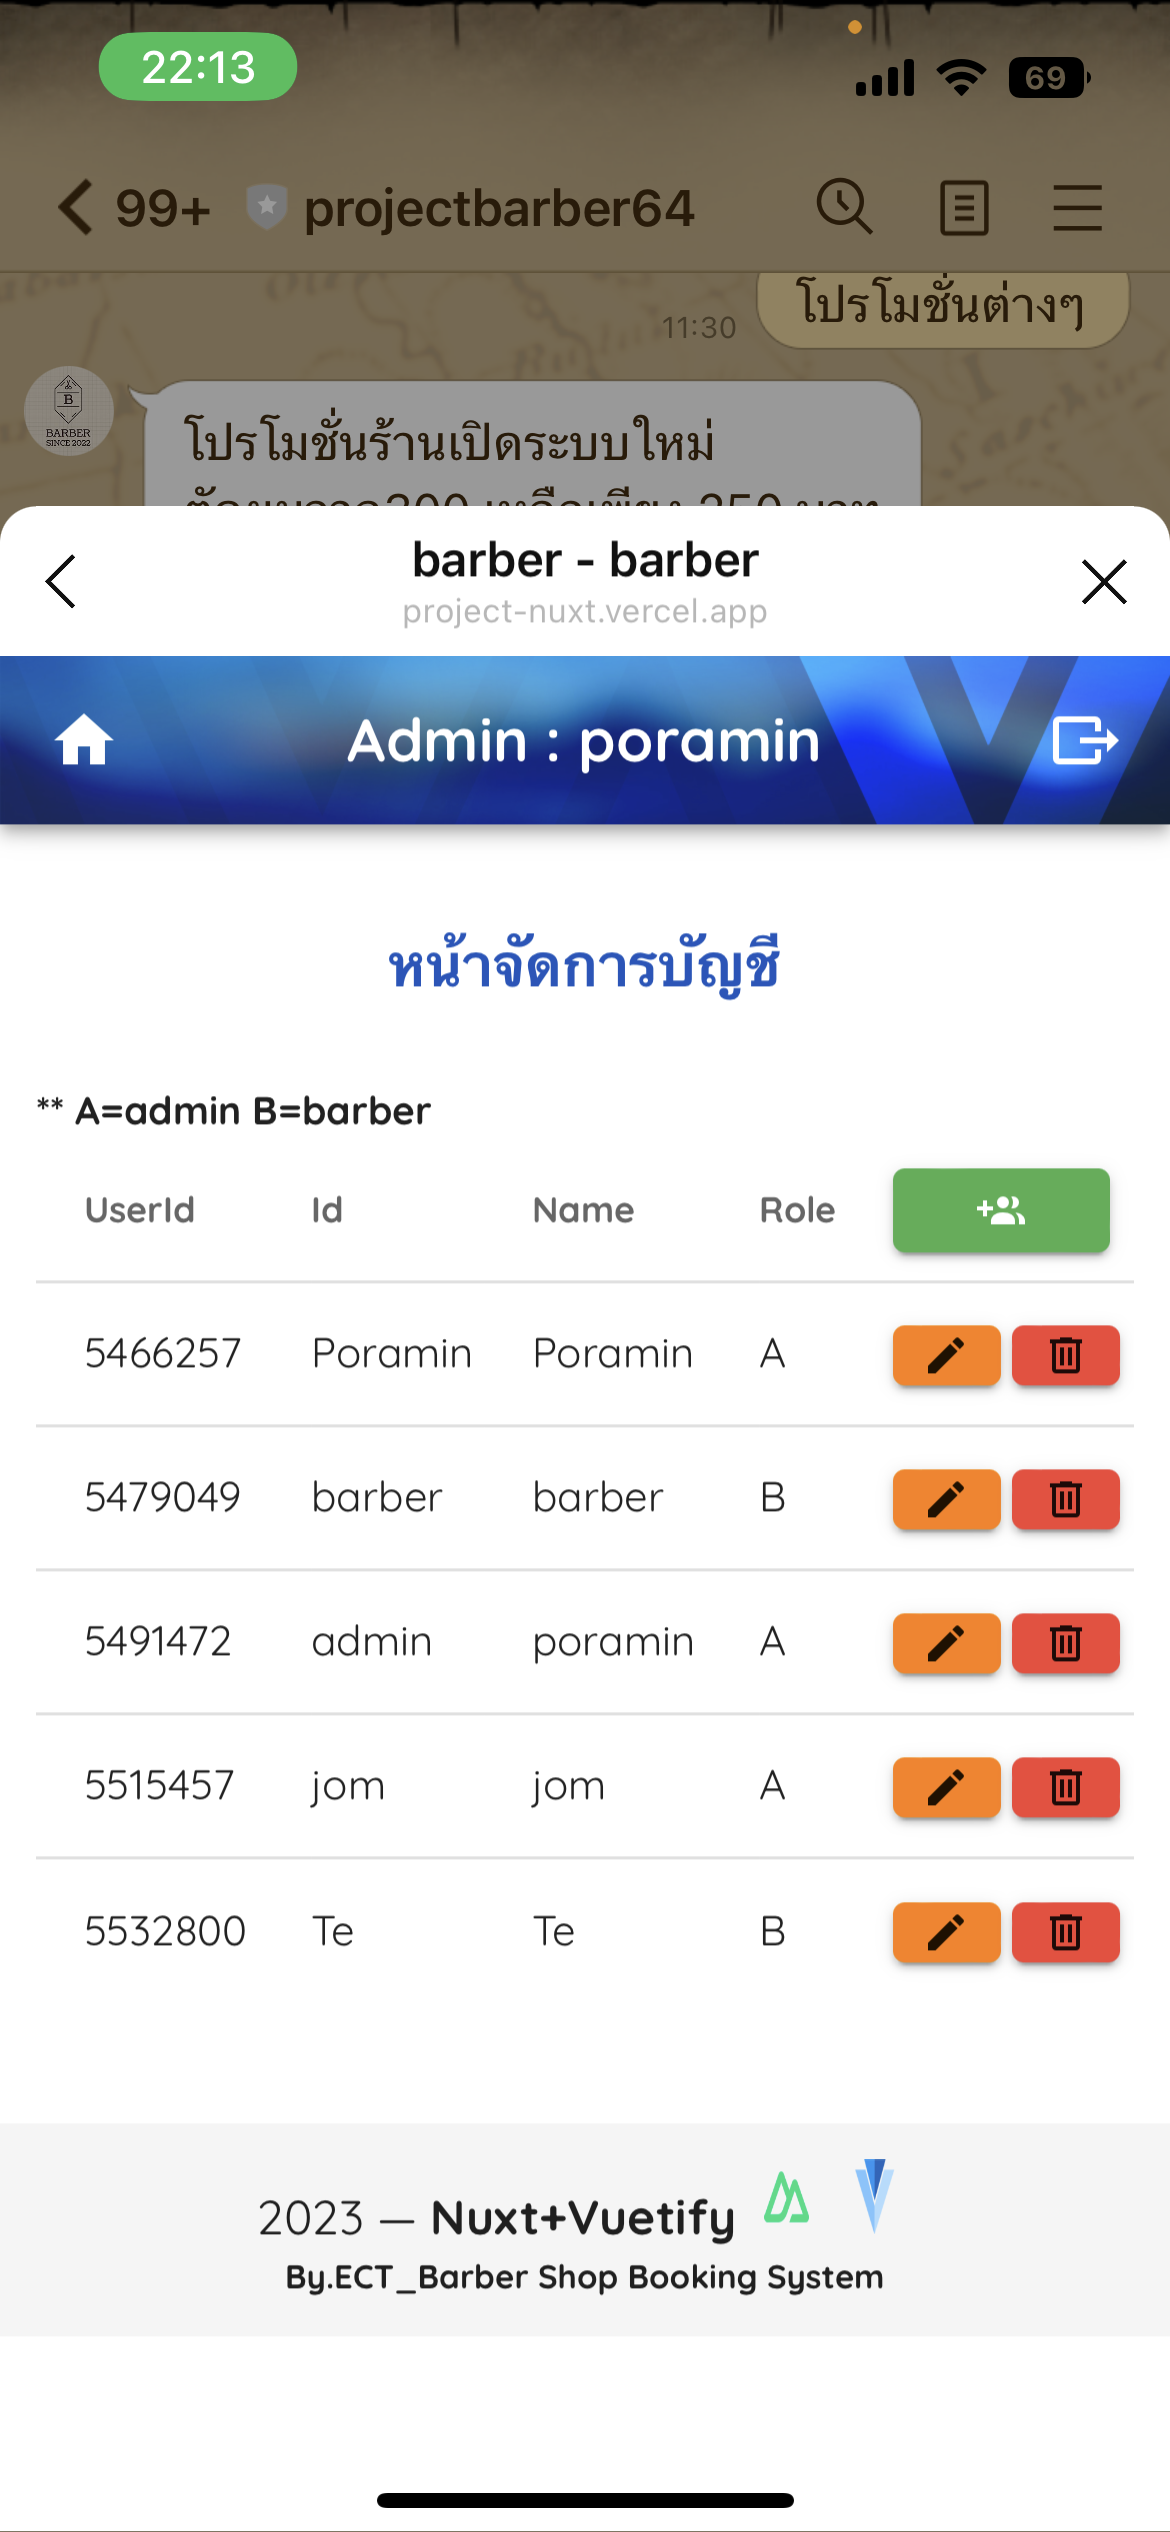 22:13
69
99+ projectbarber64
โปรโมชั่นต่างๆ
11:30
B
BARBER
SINCE 2022
โปรโมชั่นร้านเปิดระบบใหม่
barber - barber
project-nuxt.vercel.app
Admin : poramin
หน้าจัดการบัญชี
** A=admin B=barber
UserId Id Name Role
5466257 Poramin Poramin A
5479049 barber barber B
5491472 admin poramin A
5515457 jom jom A
5532800 Te Te B
2023 — Nuxt+Vuetify
By.ECT_Barber Shop Booking System